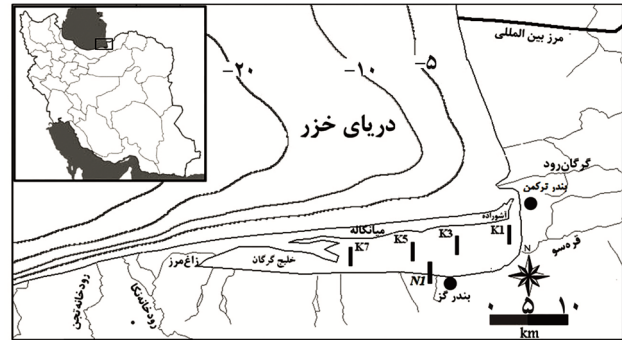 مرز بین المللی
-۵
-۱۰
-۲۰
دریای خزر
گرگان‌رود
بندر ترکمن
آشوراده
میانکاله
K1
K3
K5
K7
قره‌سو
N
زاغ‌مرز
خلیج گرگان
N1
بندر گز
رودخانه نکا
رودخانه تجن
۰ ۵ ۱۰
km